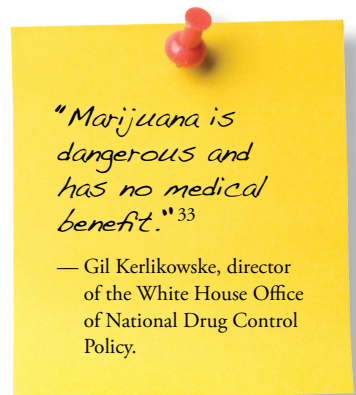 "Marijuana is
dangerous and
has no medical
benefit."33
— Gil Kerlikowske, director
of the White House Office
of National Drug Control
Policy.